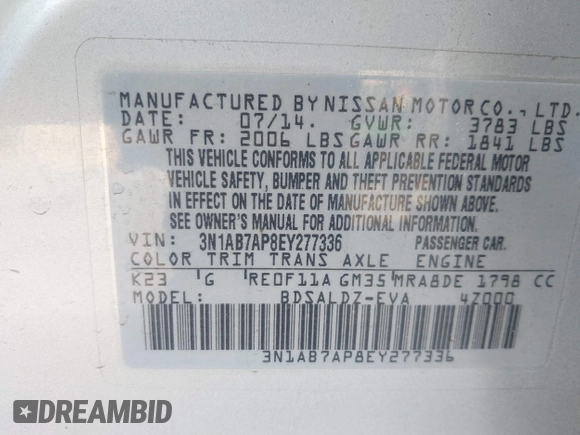 MANUFACTURED BY NISSAN MOTOR CO., LTD.
DATE: 07/14. GVWR: 3783 LBS
GAWR FR: 2006 LBS GAWR RR: 1841 LBS
THIS VEHICLE CONFORMS TO ALL APPLICABLE FEDERAL MOTOR
VEHICLE SAFETY, BUMPER AND THEFT PREVENTION STANDARDS
IN EFFECT ON THE DATE OF MANUFACTURE SHOWN ABOVE.
SEE OWNER'S MANUAL FOR ADDITIONAL INFORMATION.
VIN: 3N1AB7AP8EY277336 PASSENGER CAR.
COLOR TRIM TRANS AXLE ENGINE
K23 G RE0F11A GM35 MRA8DE 1798 CC
MODEL: BDSALDZ-EVA 47000
3N1AB7AP8EY277336
DREAMBID